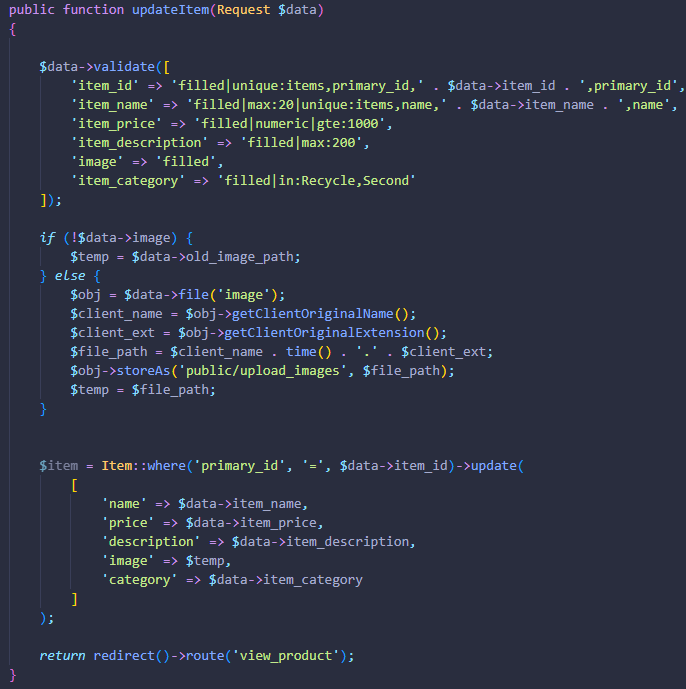 public function updateItem(Request $data)
{
$data->validate([
'item_id' => 'filled|unique:items,primary_id,' . $data->item_id . ',primary_id',
'item_name' => 'filled|max:20|unique:items,name,' . $data->item_name . ',name',
'item_price' => 'filled|numeric|gte:1000',
'item_description' => 'filled|max:200',
'image' => 'filled',
'item_category' => 'filled|in:Recycle,Second'
]);
if (!$data->image) {
$temp = $data->old_image_path;
} else {
$obj = $data->file('image');
$client_name = $obj->getClientOriginalName();
$client_ext = $obj->getClientOriginalExtension();
$file_path = $client_name . time() . '.' . $client_ext;
$obj->storeAs('public/upload_images', $file_path);
$temp = $file_path;
}
$item = Item::where('primary_id', '=', $data->item_id)->update(
[
'name' => $data->item_name,
'price' => $data->item_price,
'description' => $data->item_description,
'image' => $temp,
'category' => $data->item_category
]
);
return redirect()->route('view_product');
}